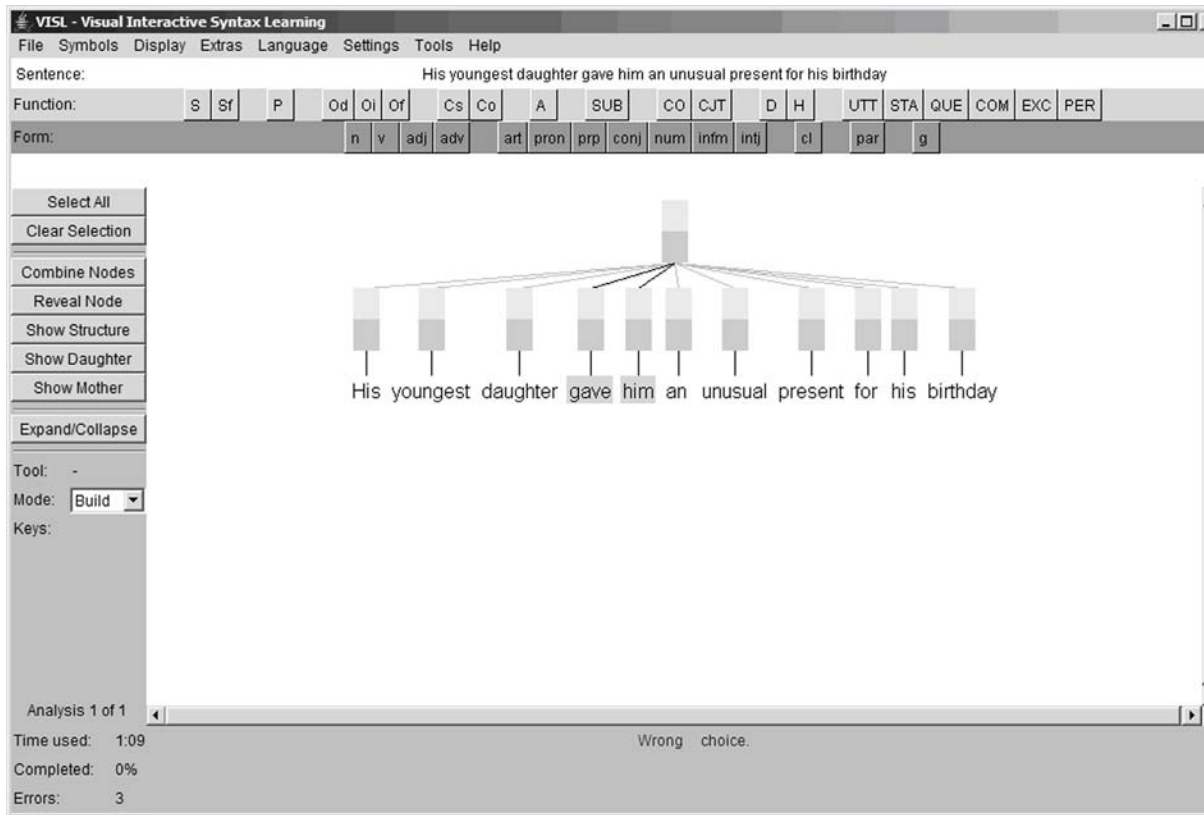 VISL - Visual Interactive Syntax Learning
File Symbols Display Extras Language Settings Tools Help
Sentence: His youngest daughter gave him an unusual present for his birthday
Function: S Sf P Od Oi Of Cs Co A SUB CO CJT D H UTT STA QUE COM EXC PER
Form: n v adj adv art pron prp conj num infm intj cl par g
Select All
Clear Selection
Combine Nodes
Reveal Node
Show Structure
Show Daughter
Show Mother
His youngest daughter gave him an unusual present for his birthday
Expand/Collapse
Tool: -
Mode: Build
Keys:
Analysis 1 of 1
Time used: 1:09 Wrong choice.
Completed: 0%
Errors: 3